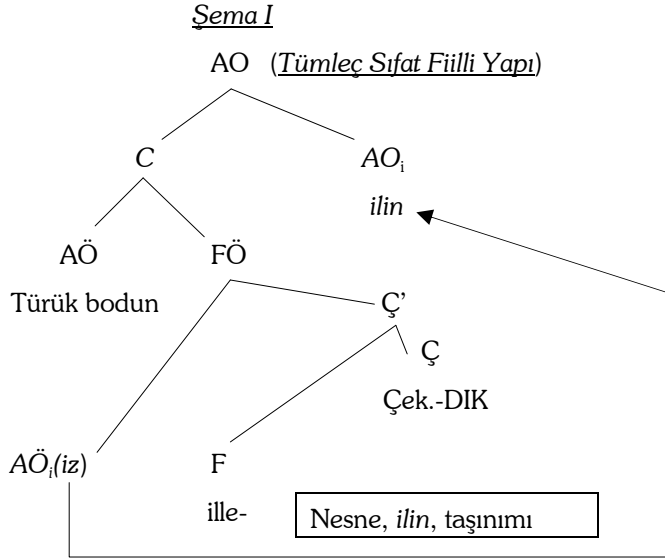 Şema I
AO (Tümleç Sıfat Fiilli Yapı)
C AOi
ilin
AÖ FÖ
Türük bodun
Ç’
Ç
Çek.-DIK
AÖi(iz) F
ille-
Nesne, ilin, taşınımı